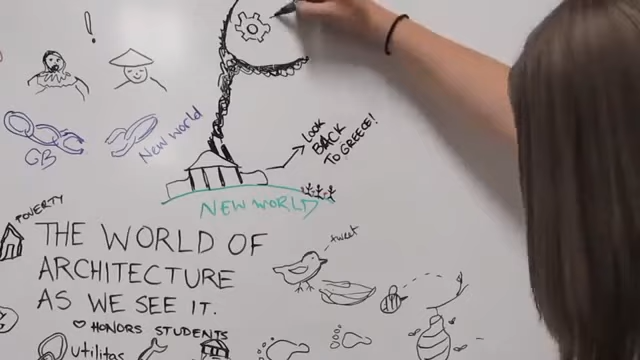 GB
New world
LOOK
BACK
TO GREECE!
NEW WORLD
POVERTY
tweet
THE WORLD OF
ARCHITECTURE
AS WE SEE IT.
♡ HONORS STUDENTS
utilitas